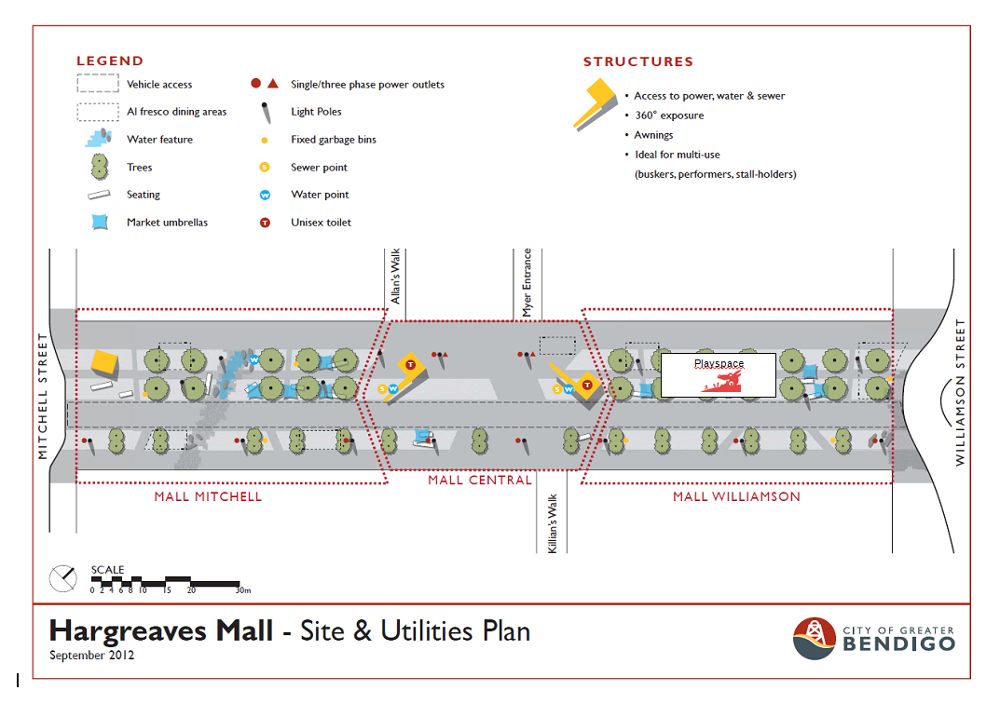 LEGEND
Vehicle access
Al fresco dining areas
Water feature
Trees
Seating
Market umbrellas
Single/three phase power outlets
Light Poles
Fixed garbage bins
S Sewer point
W Water point
T Unisex toilet
STRUCTURES
• Access to power, water & sewer
• 360° exposure
• Awnings
• Ideal for multi-use
(buskers, performers, stall-holders)
MITCHELL STREET
Allan's Walk
Myer Entrance
WILLIAMSON STREET
W
T
S W
S W
T
Playspace
MALL MITCHELL
MALL CENTRAL
MALL WILLIAMSON
Killian's Walk
SCALE
0 2 4 6 8 10 15 20 30m
Hargreaves Mall - Site & Utilities Plan
September 2012
CITY OF GREATER
BENDIGO